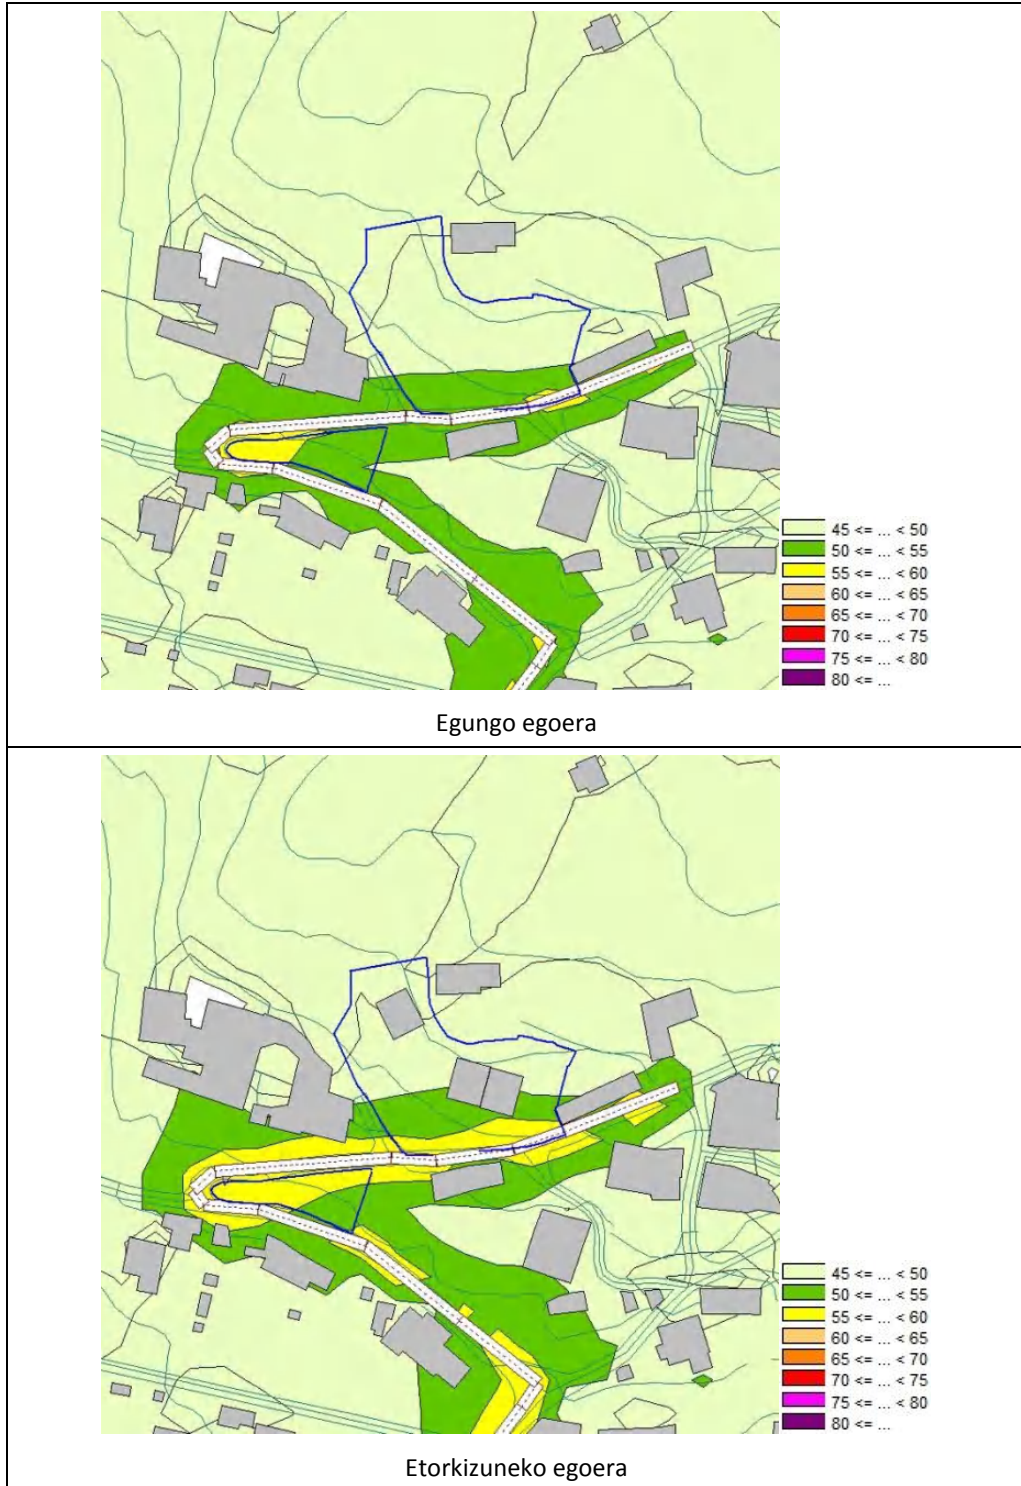 45 <= ... < 50
50 <= ... < 55
55 <= ... < 60
60 <= ... < 65
65 <= ... < 70
70 <= ... < 75
75 <= ... < 80
80 <= ...
Egungo egoera
45 <= ... < 50
50 <= ... < 55
55 <= ... < 60
60 <= ... < 65
65 <= ... < 70
70 <= ... < 75
75 <= ... < 80
80 <= ...
Etorkizuneko egoera